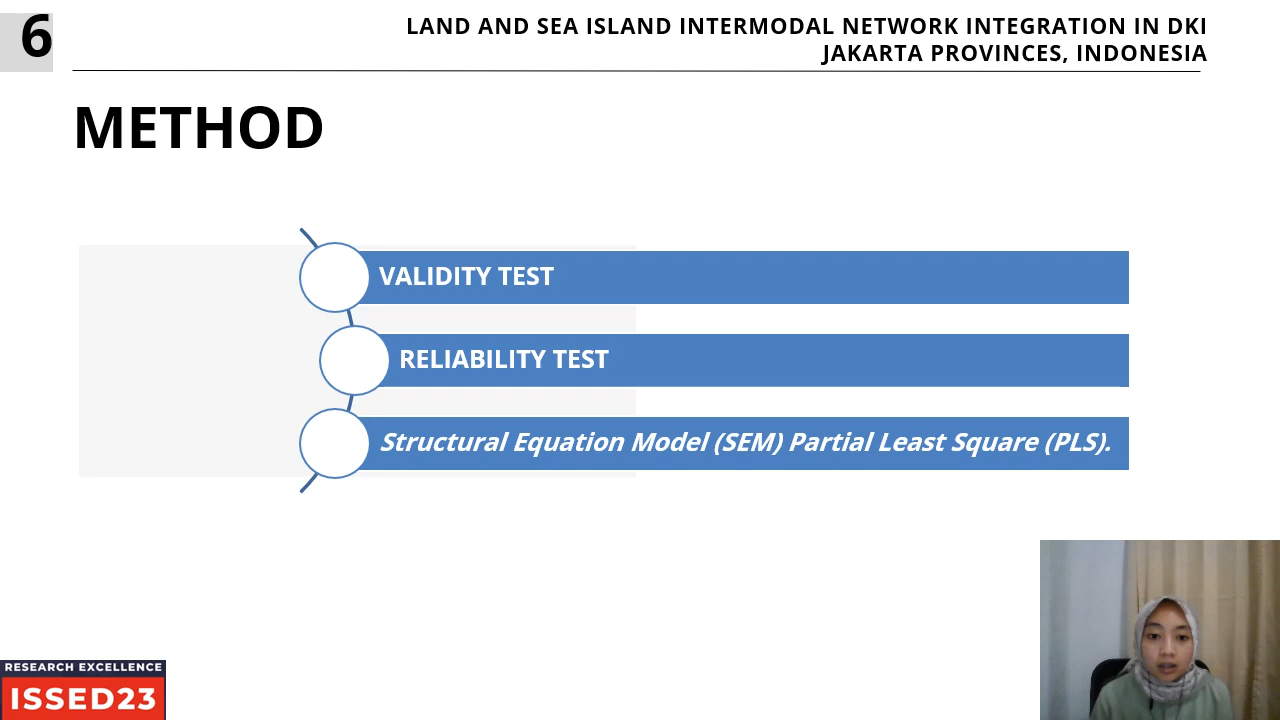 6
LAND AND SEA ISLAND INTERMODAL NETWORK INTEGRATION IN DKI
JAKARTA PROVINCES, INDONESIA
METHOD
VALIDITY TEST
RELIABILITY TEST
Structural Equation Model (SEM) Partial Least Square (PLS).
RESEARCH EXCELLENCE
ISSED23